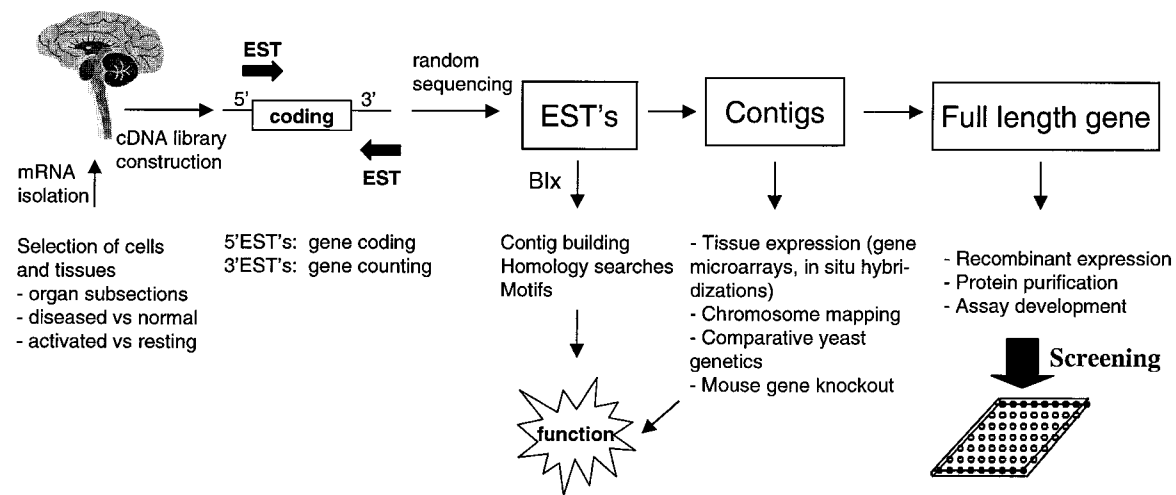 EST
5'
3'
coding
EST
mRNA
isolation
cDNA library
construction
random
sequencing
EST's
Contigs
Full length gene
BIx
Selection of cells
and tissues
- organ subsections
- diseased vs normal
- activated vs resting
5'EST's: gene coding
3'EST's: gene counting
Contig building
Homology searches
Motifs
function
- Tissue expression (gene
microarrays, in situ hybri-
dizations)
- Chromosome mapping
- Comparative yeast
genetics
- Mouse gene knockout
- Recombinant expression
- Protein purification
- Assay development
Screening